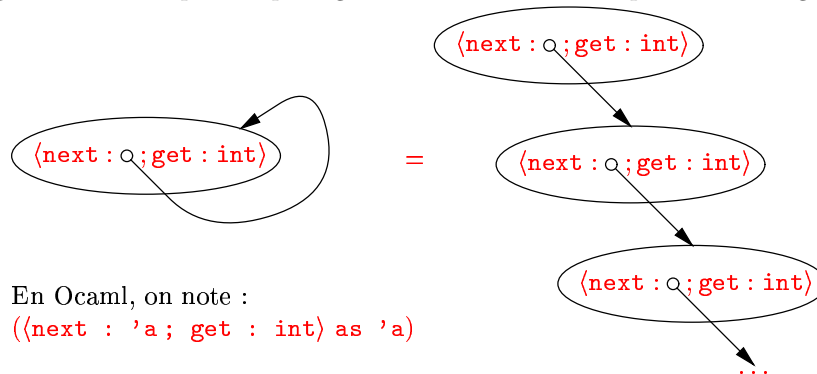 ⟨next : ; get : int⟩
⟨next : ; get : int⟩
=
⟨next : ; get : int⟩
⟨next : ; get : int⟩
...
En Ocaml, on note :
(⟨next : 'a ; get : int⟩ as 'a)